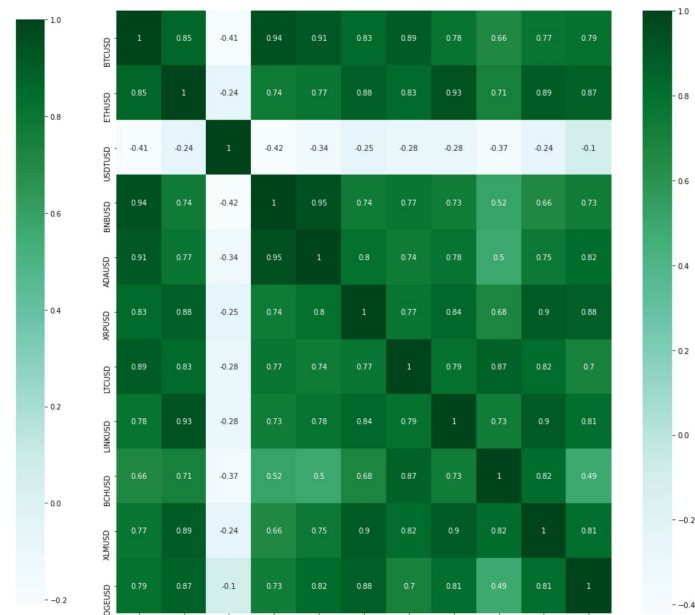 1.0
0.8
0.6
0.4
0.2
0.0
−0.2
BTCUSD 1 0.85 -0.41 0.94 0.91 0.83 0.89 0.78 0.66 0.77 0.79
ETHUSD 0.85 1 -0.24 0.74 0.77 0.88 0.83 0.93 0.71 0.89 0.87
USDTUSD -0.41 -0.24 1 -0.42 -0.34 -0.25 -0.28 -0.28 -0.37 -0.24 -0.1
BNBUSD 0.94 0.74 -0.42 1 0.95 0.74 0.77 0.73 0.52 0.66 0.73
ADAUSD 0.91 0.77 -0.34 0.95 1 0.8 0.74 0.78 0.5 0.75 0.82
XRPUSD 0.83 0.88 -0.25 0.74 0.8 1 0.77 0.84 0.68 0.9 0.88
LTCUSD 0.89 0.83 -0.28 0.77 0.74 0.77 1 0.79 0.87 0.82 0.7
LINKUSD 0.78 0.93 -0.28 0.73 0.78 0.84 0.79 1 0.73 0.9 0.81
BCHUSD 0.66 0.71 -0.37 0.52 0.5 0.68 0.87 0.73 1 0.82 0.49
XLMUSD 0.77 0.89 -0.24 0.66 0.75 0.9 0.82 0.9 0.82 1 0.81
OGEUSD 0.79 0.87 -0.1 0.73 0.82 0.88 0.7 0.81 0.49 0.81 1
1.0
0.8
0.6
0.4
0.2
0.0
−0.2
−0.4